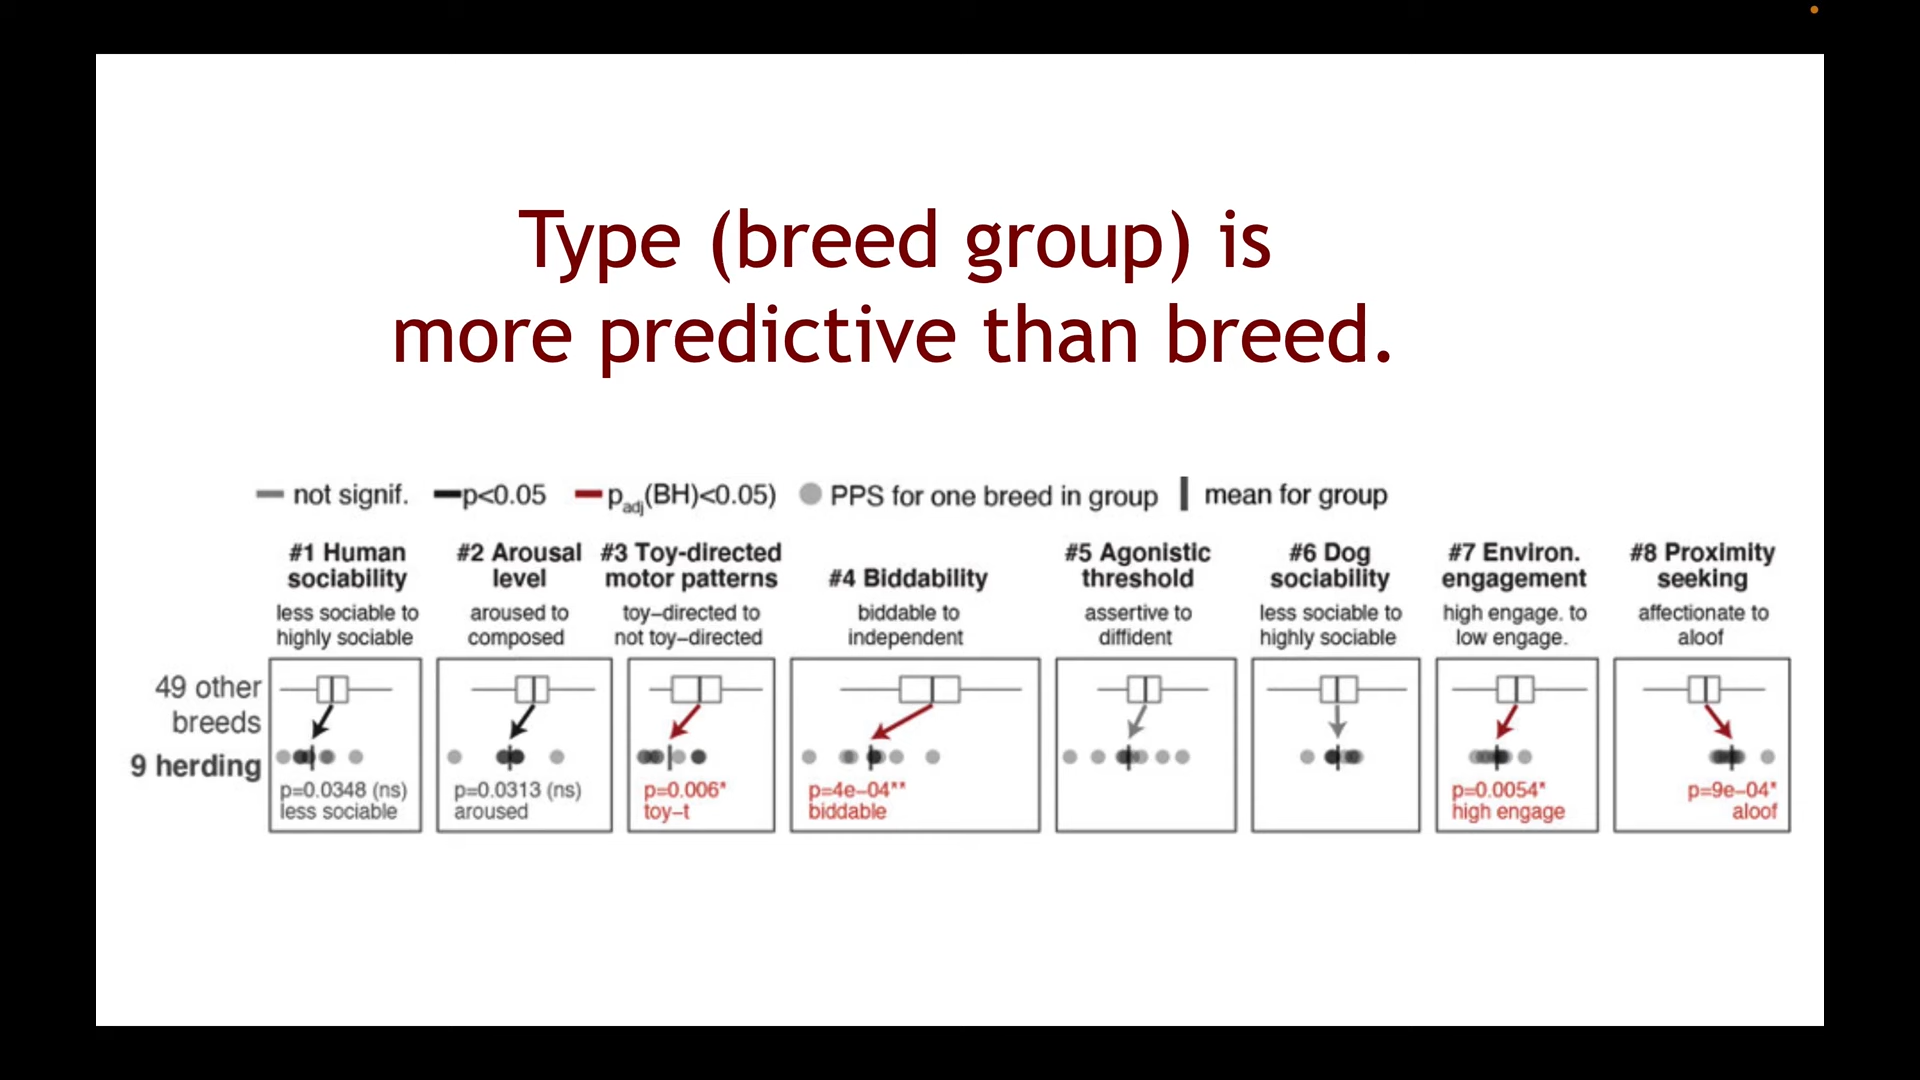 Type (breed group) is
more predictive than breed.
not signif. p<0.05 padj(BH)<0.05) PPS for one breed in group mean for group
#1 Human
sociability
less sociable to
highly sociable
#2 Arousal
level
aroused to
composed
#3 Toy-directed
motor patterns
toy–directed to
not toy–directed
#4 Biddability
biddable to
independent
#5 Agonistic
threshold
assertive to
diffident
#6 Dog
sociability
less sociable to
highly sociable
#7 Environ.
engagement
high engage. to
low engage.
#8 Proximity
seeking
affectionate to
aloof
49 other
breeds
9 herding
p=0.0348 (ns)
less sociable
p=0.0313 (ns)
aroused
p=0.006*
toy–t
p=4e–04**
biddable
p=0.0054*
high engage
p=9e–04*
aloof